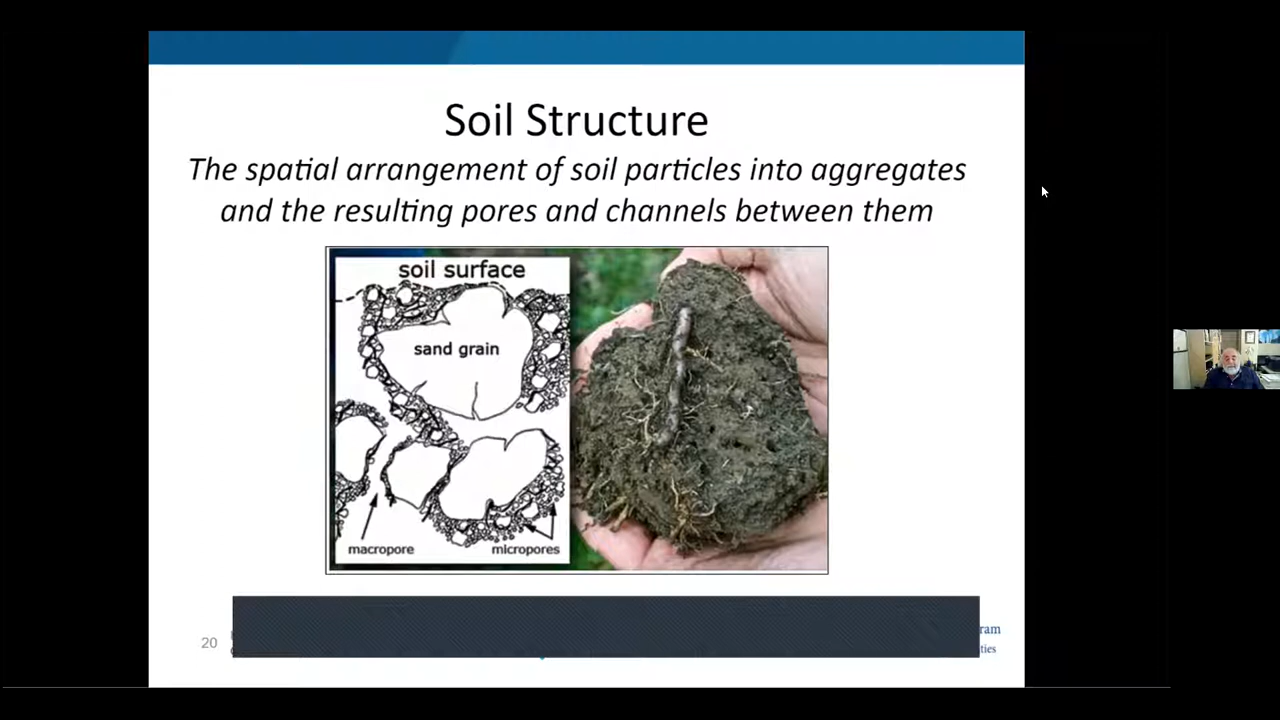 Soil Structure
The spatial arrangement of soil particles into aggregates
and the resulting pores and channels between them
soil surface
sand grain
macropore
micropores
20